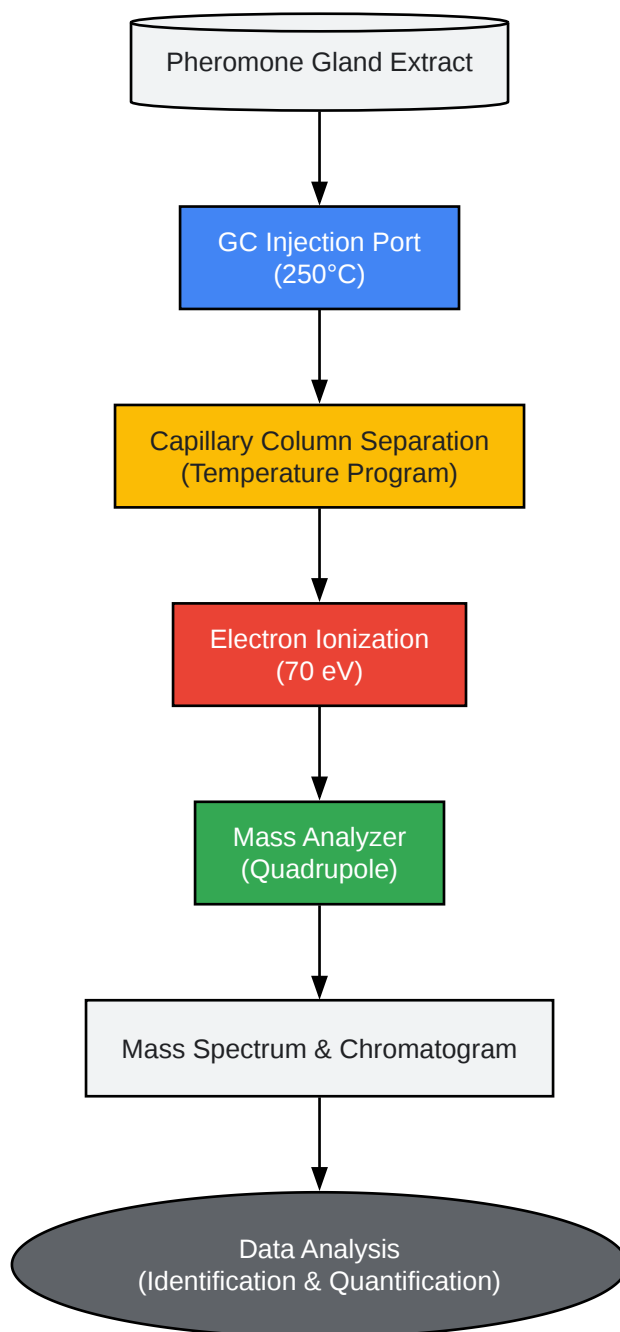 Pheromone Gland Extract
GC Injection Port
(250°C)
Capillary Column Separation
(Temperature Program)
Electron Ionization
(70 eV)
Mass Analyzer
(Quadrupole)
Mass Spectrum & Chromatogram
Data Analysis
(Identification & Quantification)